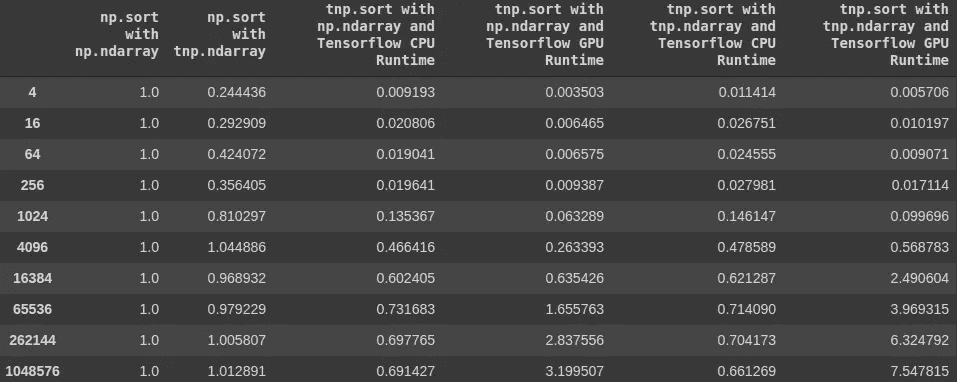 np.sort with np.ndarray np.sort with tnp.ndarray tnp.sort with np.ndarray and Tensorflow CPU Runtime tnp.sort with np.ndarray and Tensorflow GPU Runtime tnp.sort with tnp.ndarray and Tensorflow CPU Runtime tnp.sort with tnp.ndarray and Tensorflow GPU Runtime
4 1.0 0.244436 0.009193 0.003503 0.011414 0.005706
16 1.0 0.292909 0.020806 0.006465 0.026751 0.010197
64 1.0 0.424072 0.019041 0.006575 0.024555 0.009071
256 1.0 0.356405 0.019641 0.009387 0.027981 0.017114
1024 1.0 0.810297 0.135367 0.063289 0.146147 0.099696
4096 1.0 1.044886 0.466416 0.263393 0.478589 0.568783
16384 1.0 0.968932 0.602405 0.635426 0.621287 2.490604
65536 1.0 0.979229 0.731683 1.655763 0.714090 3.969315
262144 1.0 1.005807 0.697765 2.837556 0.704173 6.324792
1048576 1.0 1.012891 0.691427 3.199507 0.661269 7.547815